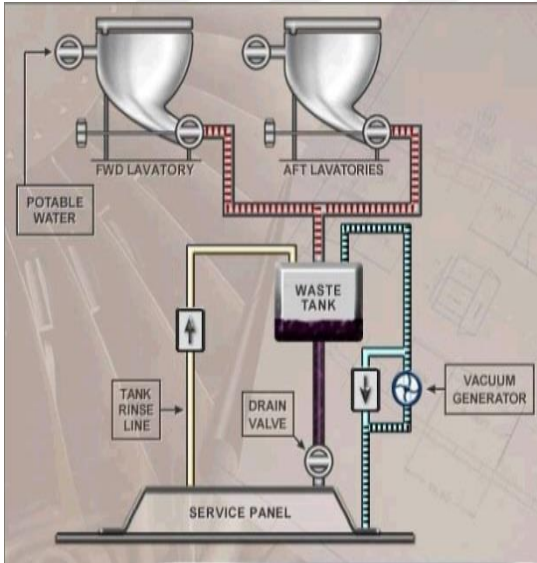 FWD LAVATORY
AFT LAVATORIES
POTABLE
WATER
WASTE
TANK
TANK
RINSE
LINE
DRAIN
VALVE
VACUUM
GENERATOR
SERVICE PANEL